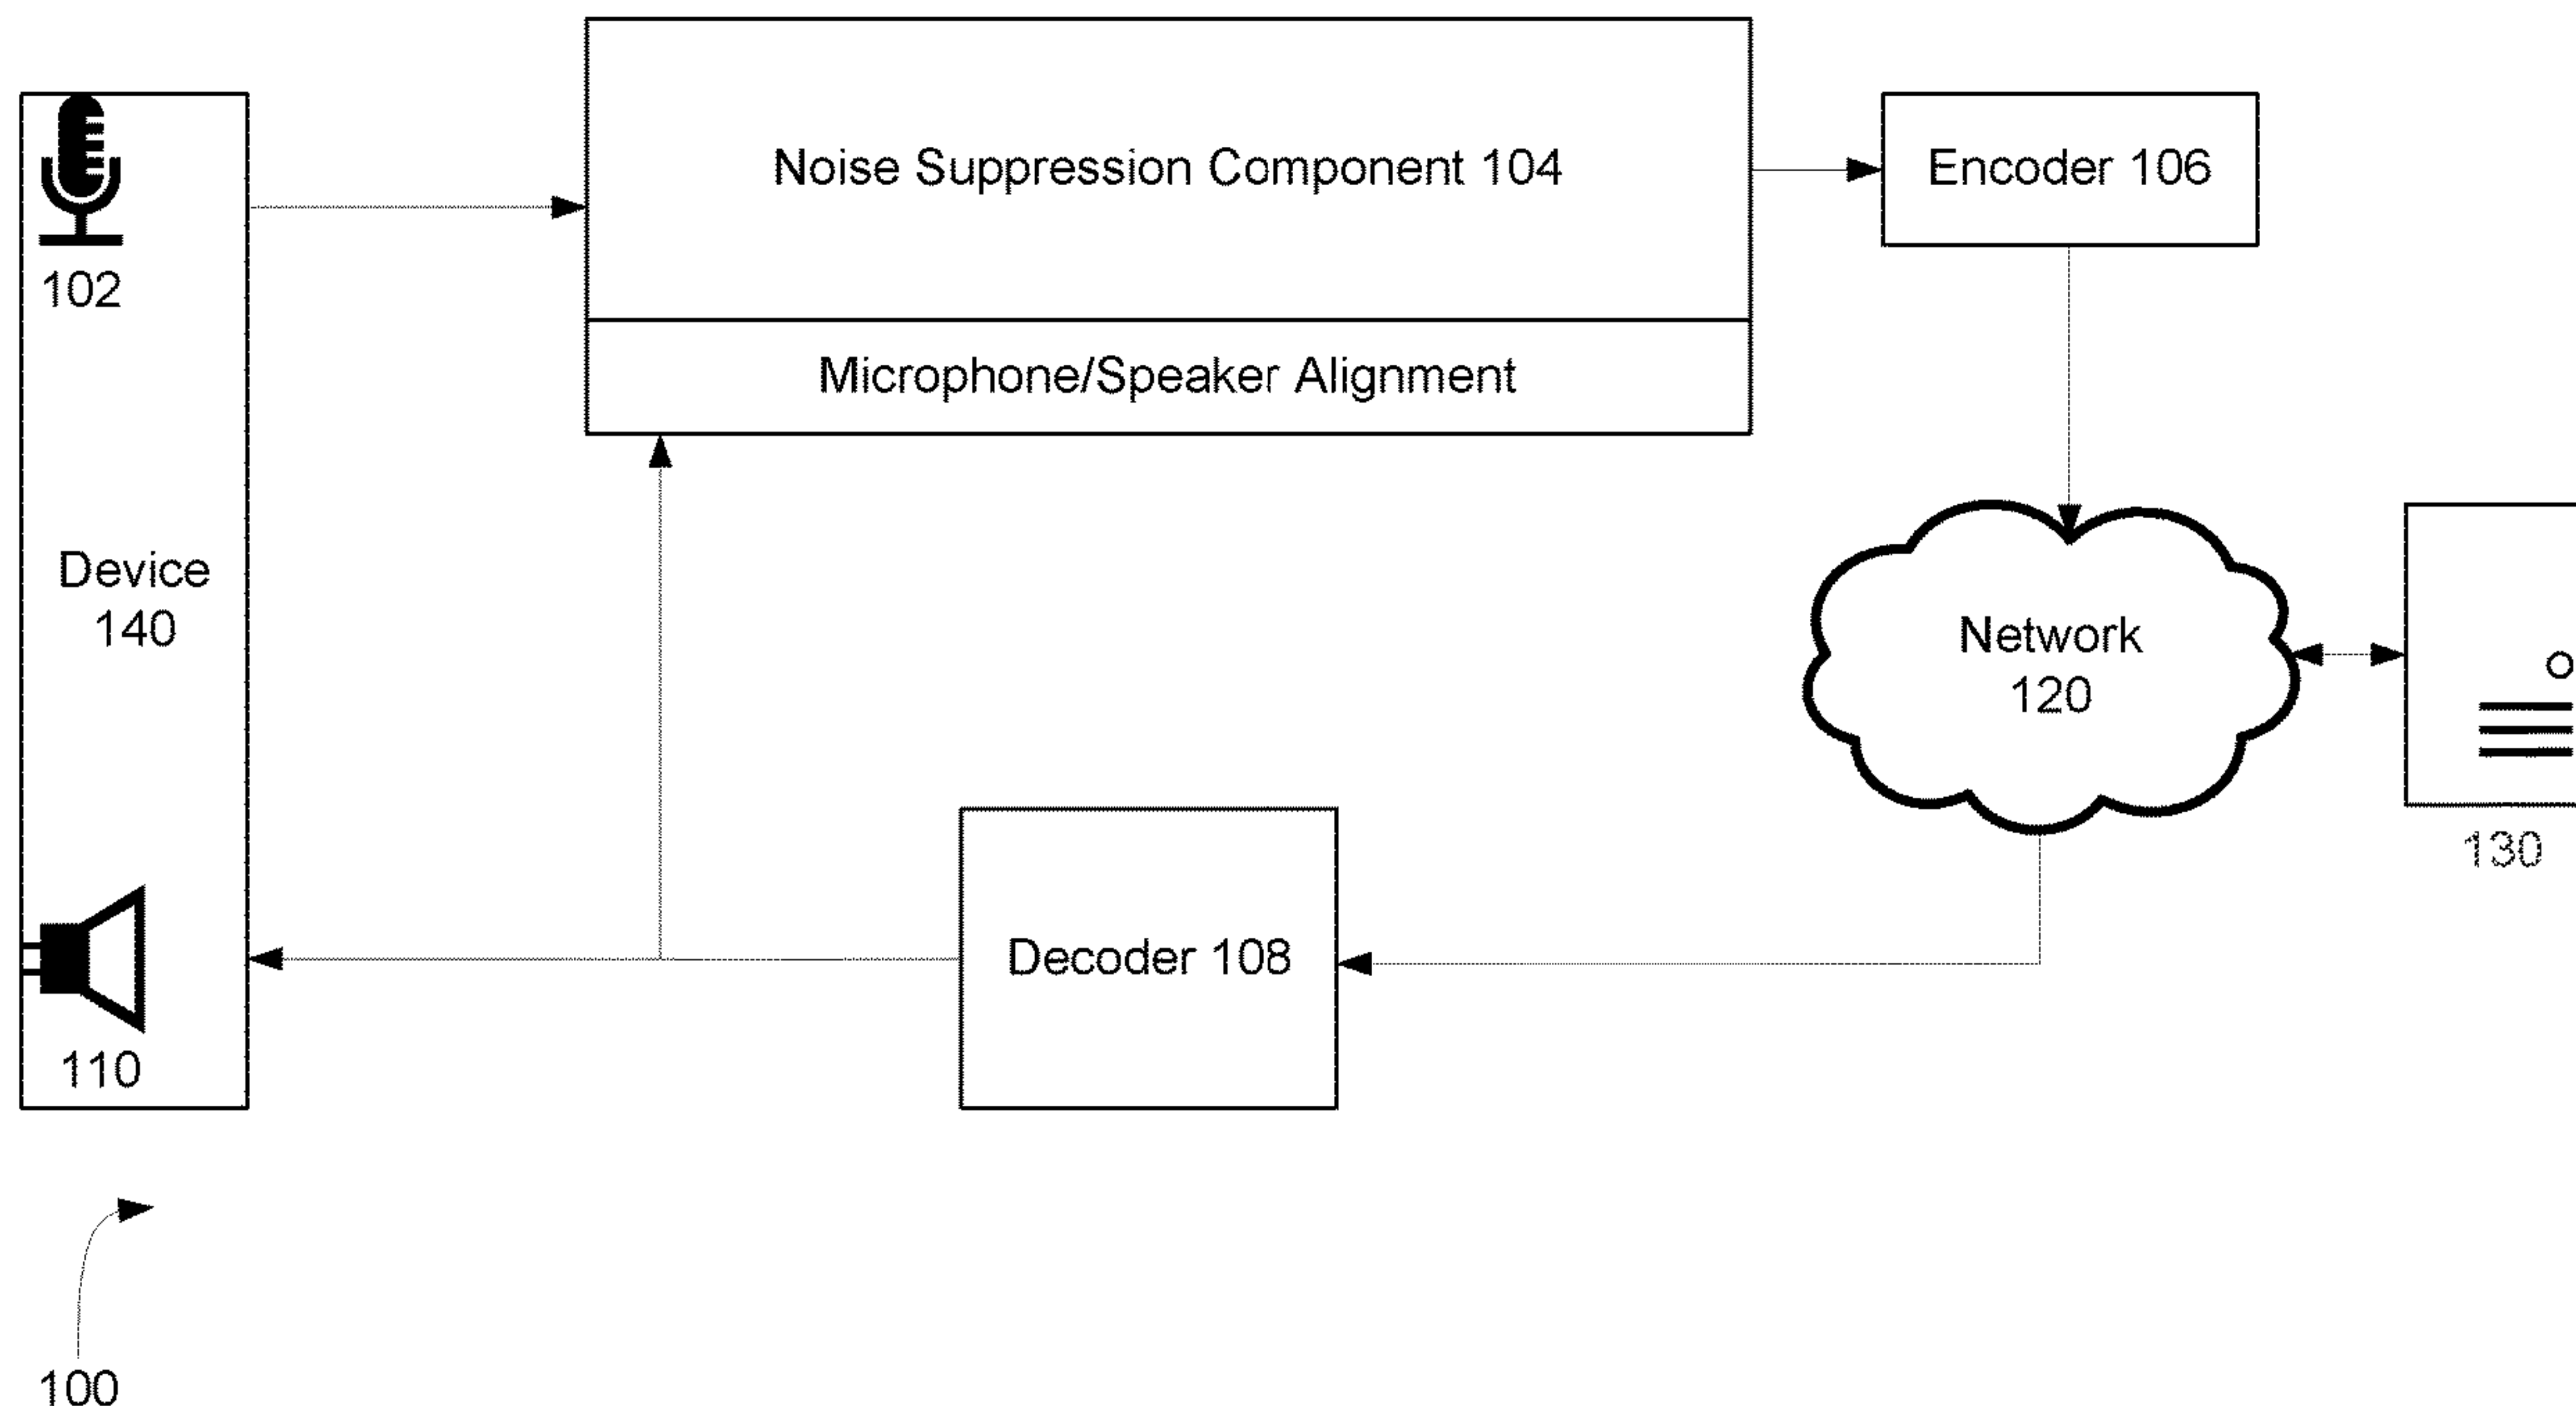 Noise Suppression Component 104
Encoder 106
102
Microphone/Speaker Alignment
Device
140
Network
120
130
Decoder 108
110
100